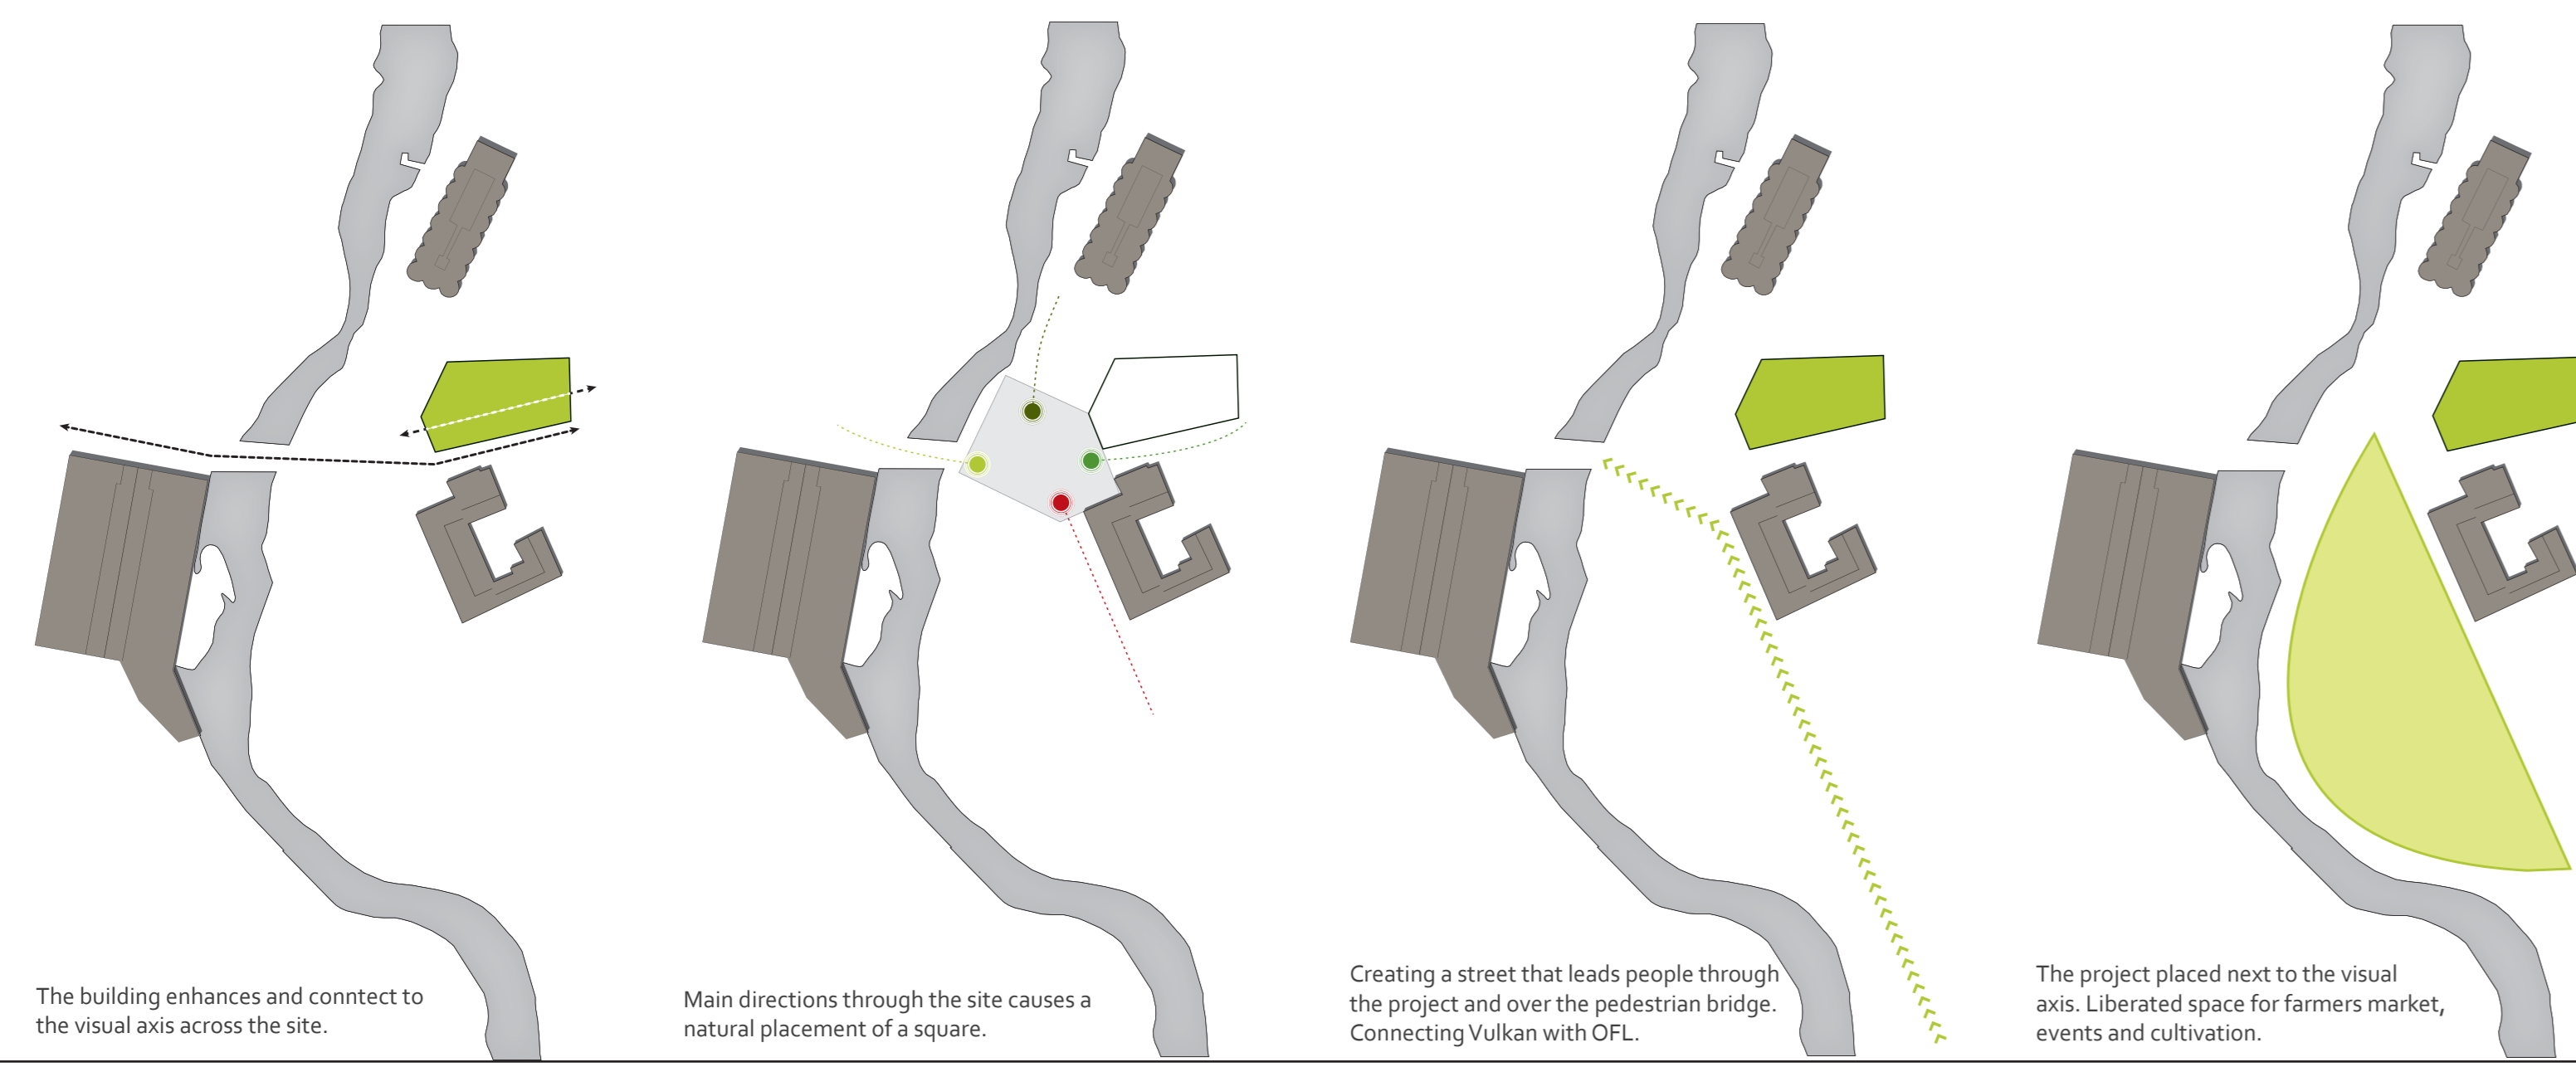 The building enhances and conntect to
the visual axis across the site.
Main directions through the site causes a
natural placement of a square.
Creating a street that leads people through
the project and over the pedestrian bridge.
Connecting Vulkan with OFL.
The project placed next to the visual
axis. Liberated space for farmers market,
events and cultivation.